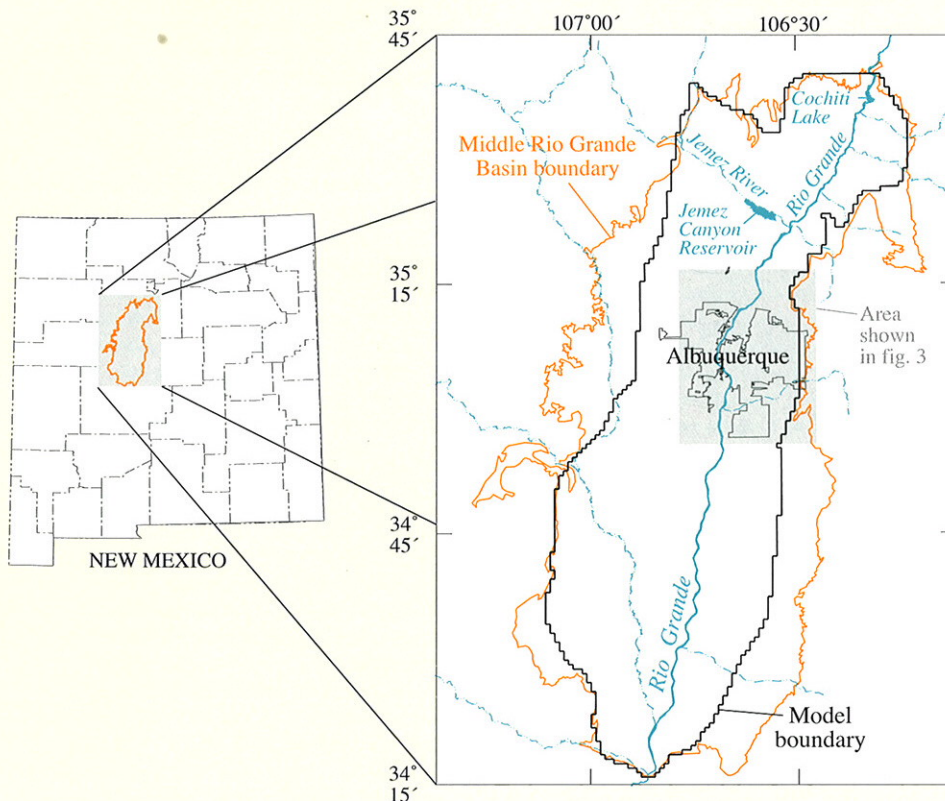 107°00´
106°30´
35°
45´
Cochiti
Lake
Middle Rio Grande
Basin boundary
Jemez River
Rio Grande
Jemez
Canyon
Reservoir
35°
15´
Area
shown
in fig. 3
Albuquerque
34°
45´
NEW MEXICO
Rio Grande
Model
boundary
34°
15´